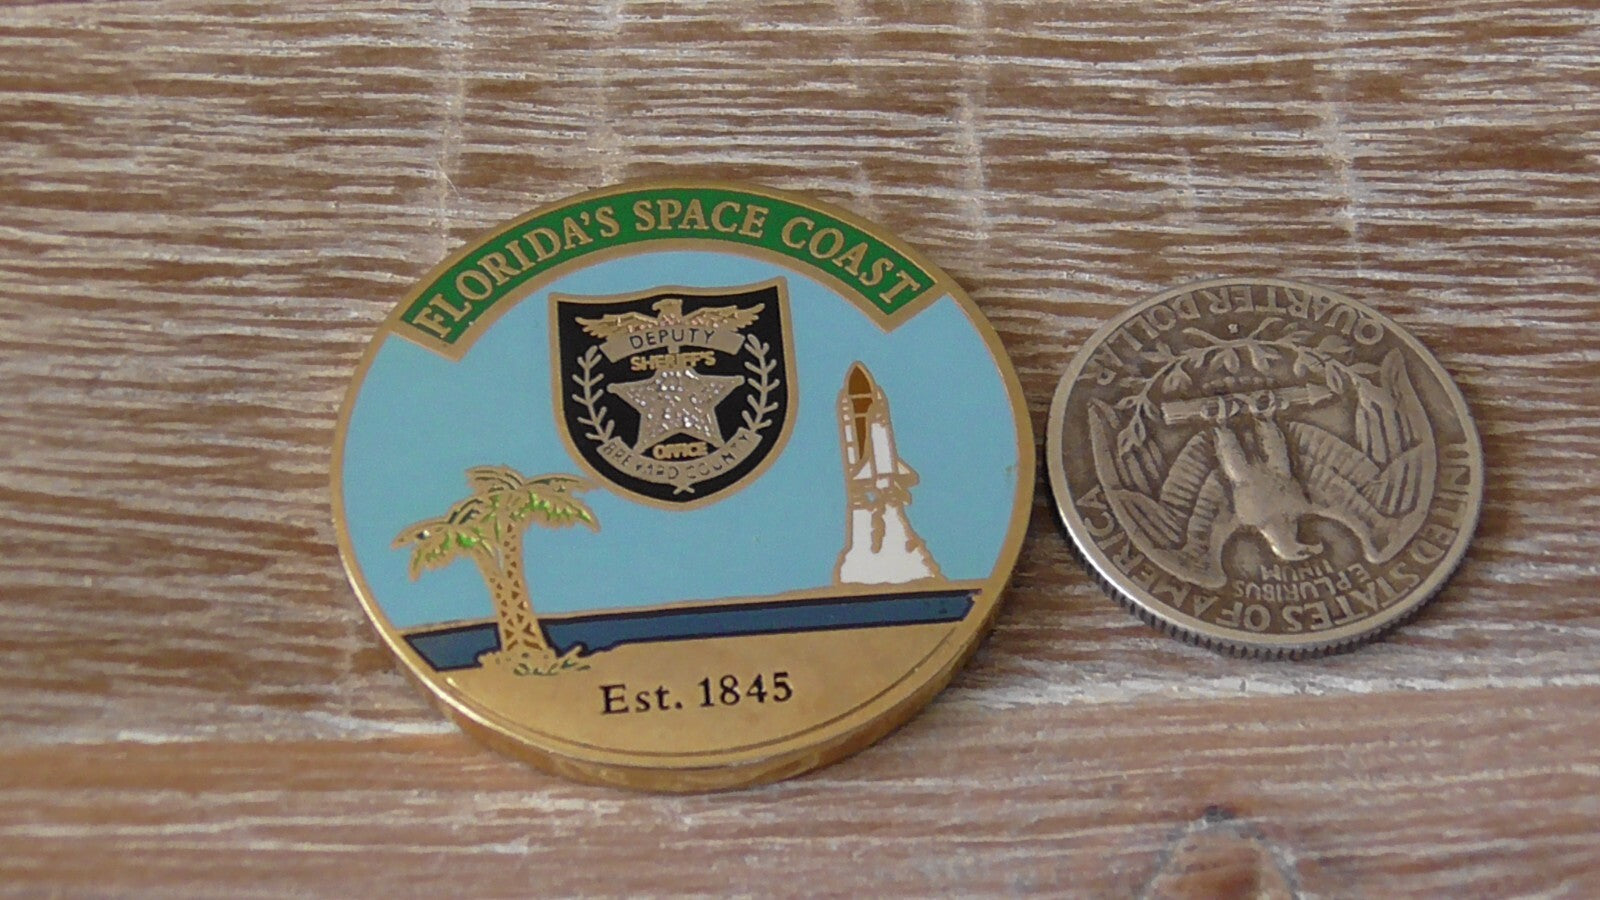 FLORIDA'S SPACE COAST
DEPUTY
SHERIFF'S
OFFICE
BREVARD COUNTY
Est. 1845
UNITED STATES OF AMERICA
E PLURIBUS
UNUM
QUARTER DOLLAR